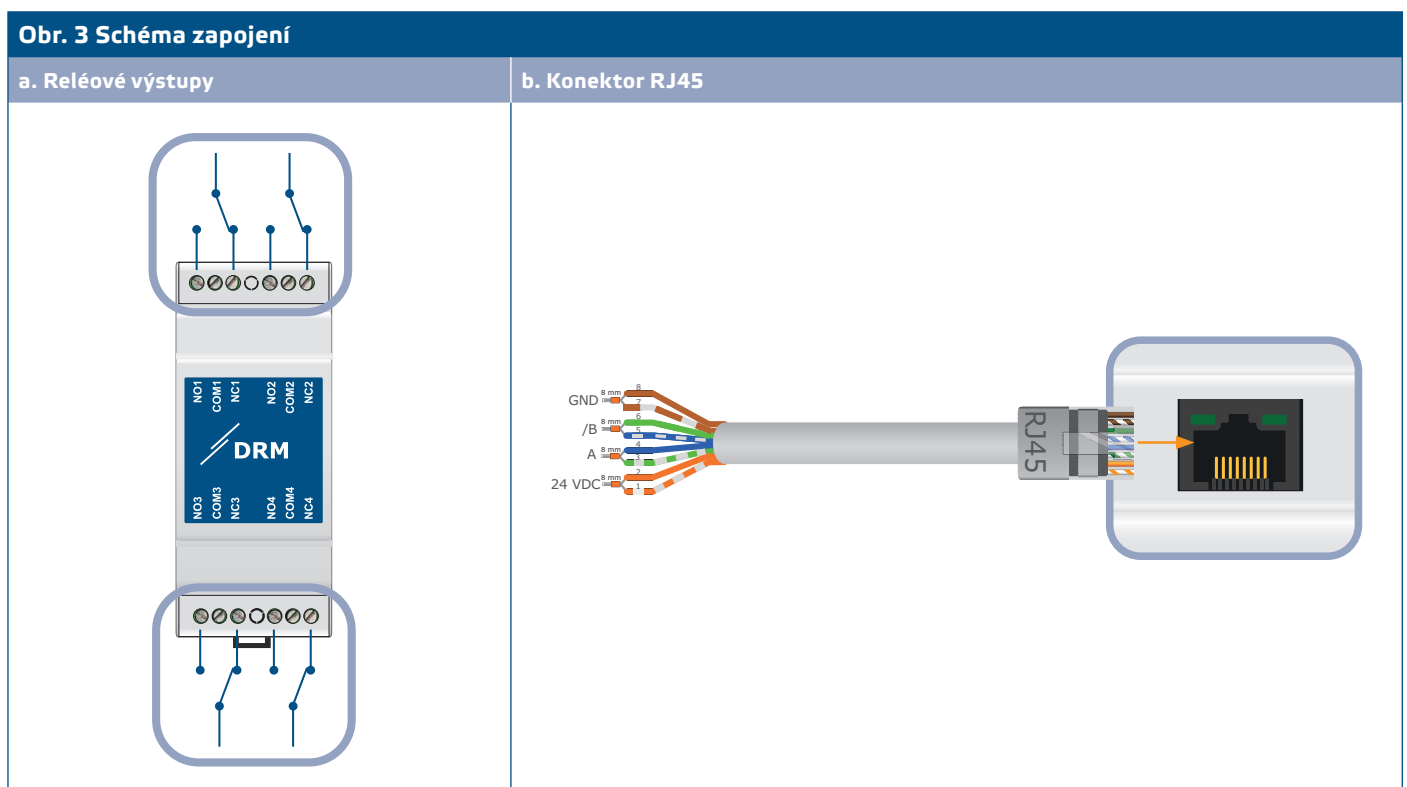 Obr. 3 Schéma zapojení
a. Reléové výstupy
b. Konektor RJ45
NO1
COM1
NC1
NO2
COM2
NC2
DRM
NO3
COM3
NC3
NO4
COM4
NC4
GND
8 mm
8
7
/B
8 mm
6
5
A
8 mm
4
3
24 VDC
8 mm
2
1
RJ45